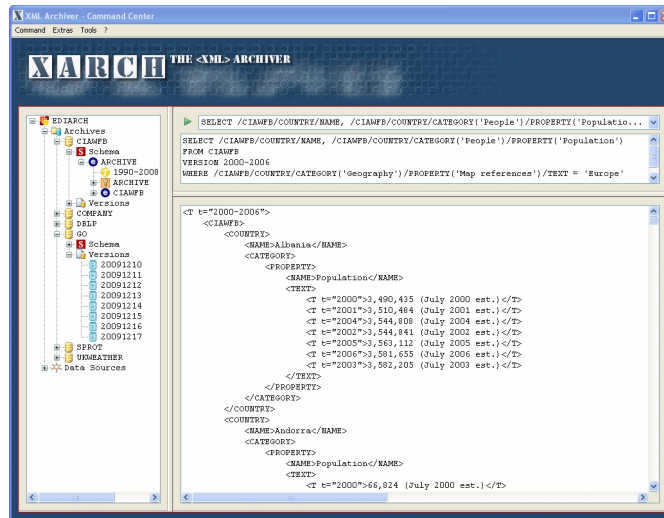 XML Archiver - Command Center
Command Extras Tools ?
XARCH THE <XML> ARCHIVER
EDIARCH
Archives
CIAWFB
Schema
ARCHIVE
1990-2008
ARCHIVE
CIAWFB
Versions
COMPANY
DBLP
GO
Schema
Versions
20091210
20091211
20091212
20091213
20091214
20091215
20091216
20091217
SPROT
UKWEATHER
Data Sources
SELECT /CIAWFB/COUNTRY/NAME, /CIAWFB/COUNTRY/CATEGORY('People')/PROPERTY('Populatio...
SELECT /CIAWFB/COUNTRY/NAME, /CIAWFB/COUNTRY/CATEGORY('People')/PROPERTY('Population')
FROM CIAWFB
VERSION 2000-2006
WHERE /CIAWFB/COUNTRY/CATEGORY('Geography')/PROPERTY('Map references')/TEXT = 'Europe'
<T t="2000-2006">
<CIAWFB>
<COUNTRY>
<NAME>Albania</NAME>
<CATEGORY>
<PROPERTY>
<NAME>Population</NAME>
<TEXT>
<T t="2000">3,490,435 (July 2000 est.)</T>
<T t="2001">3,510,484 (July 2001 est.)</T>
<T t="2004">3,544,808 (July 2004 est.)</T>
<T t="2002">3,544,841 (July 2002 est.)</T>
<T t="2005">3,563,112 (July 2005 est.)</T>
<T t="2006">3,581,655 (July 2006 est.)</T>
<T t="2003">3,582,205 (July 2003 est.)</T>
</TEXT>
</PROPERTY>
</CATEGORY>
</COUNTRY>
<COUNTRY>
<NAME>Andorra</NAME>
<CATEGORY>
<PROPERTY>
<NAME>Population</NAME>
<TEXT>
<T t="2000">66,824 (July 2000 est.)</T>